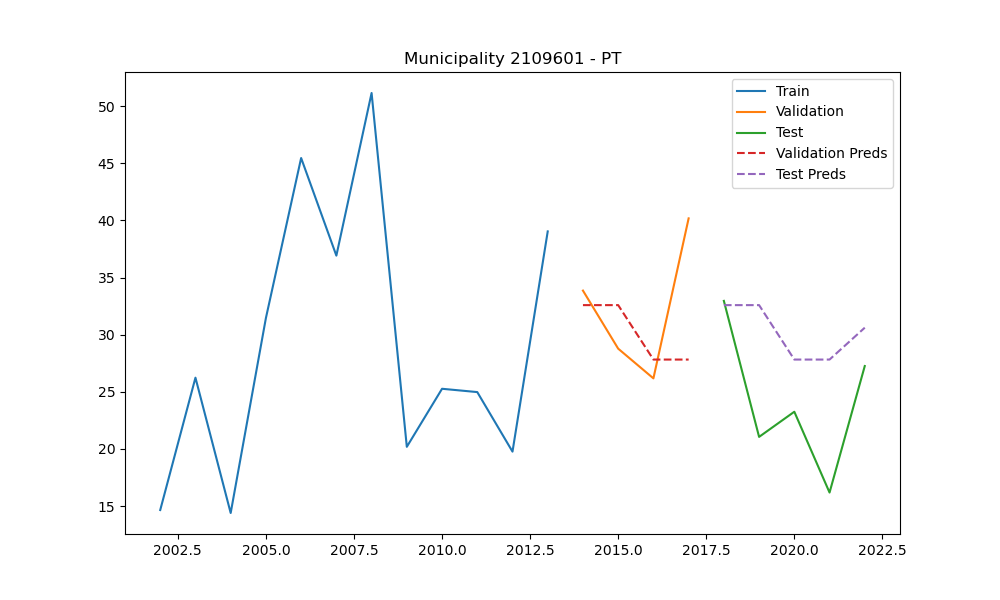 Municipality 2109601 - PT
Train
Validation
Test
Validation Preds
Test Preds
50
45
40
35
30
25
20
15
2002.5 2005.0 2007.5 2010.0 2012.5 2015.0 2017.5 2020.0 2022.5